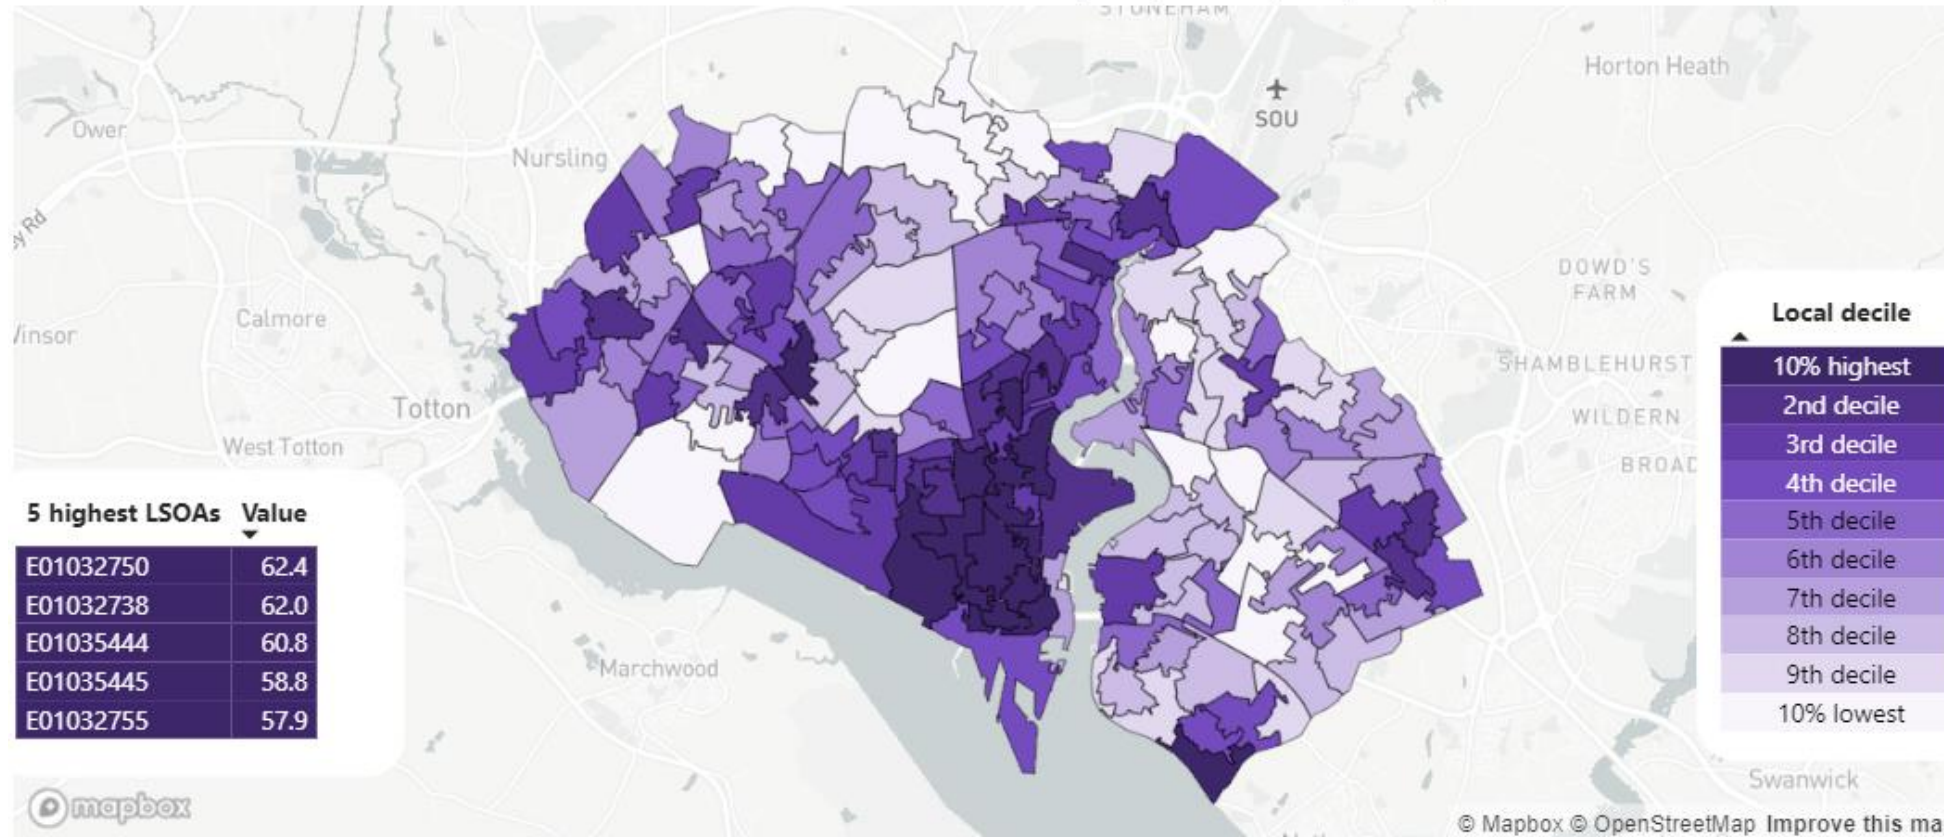 STONEHAM
Horton Heath
SOU
Ower
Nursling
y Rd
DOWD'S
FARM
Calmore
Vinsor
SHAMBLEHURST
Totton
WILDERN
West Totton
BROAD
Local decile
10% highest
2nd decile
3rd decile
4th decile
5th decile
6th decile
7th decile
8th decile
9th decile
10% lowest
5 highest LSOAs Value
E01032750 62.4
E01032738 62.0
E01035444 60.8
E01035445 58.8
E01032755 57.9
Marchwood
Swanwick
mapbox
© Mapbox © OpenStreetMap Improve this ma